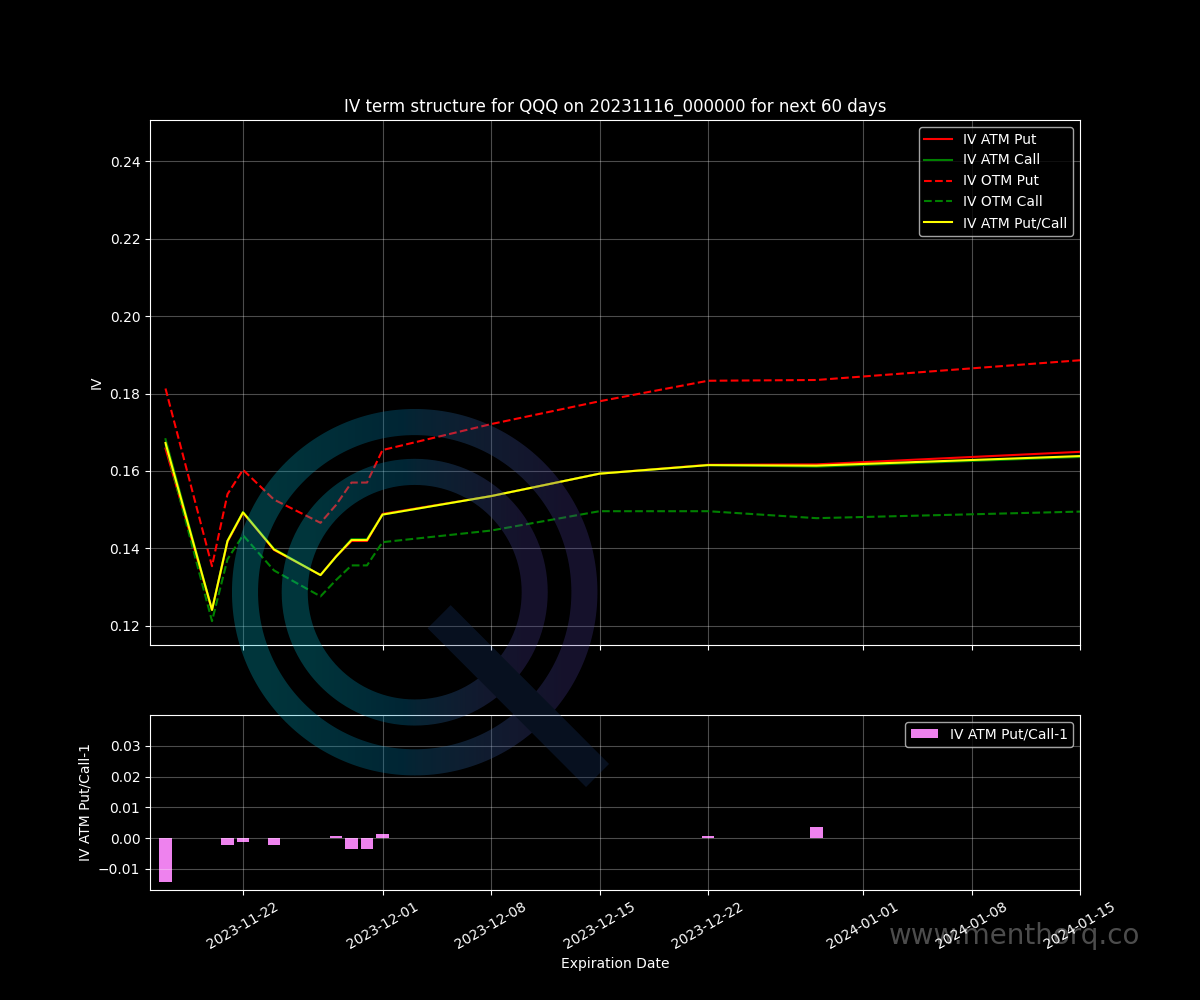 IV term structure for QQQ on 20231116_000000 for next 60 days
IV ATM Put
IV ATM Call
IV OTM Put
IV OTM Call
IV ATM Put/Call
0.24
0.22
0.20
0.18
0.16
0.14
0.12
IV
IV ATM Put/Call-1
0.03
0.02
0.01
0.00
−0.01
IV ATM Put/Call-1
2023-11-22
2023-12-01
2023-12-08
2023-12-15
2023-12-22
2024-01-01
2024-01-08
2024-01-15
www.menthorq.co
Expiration Date